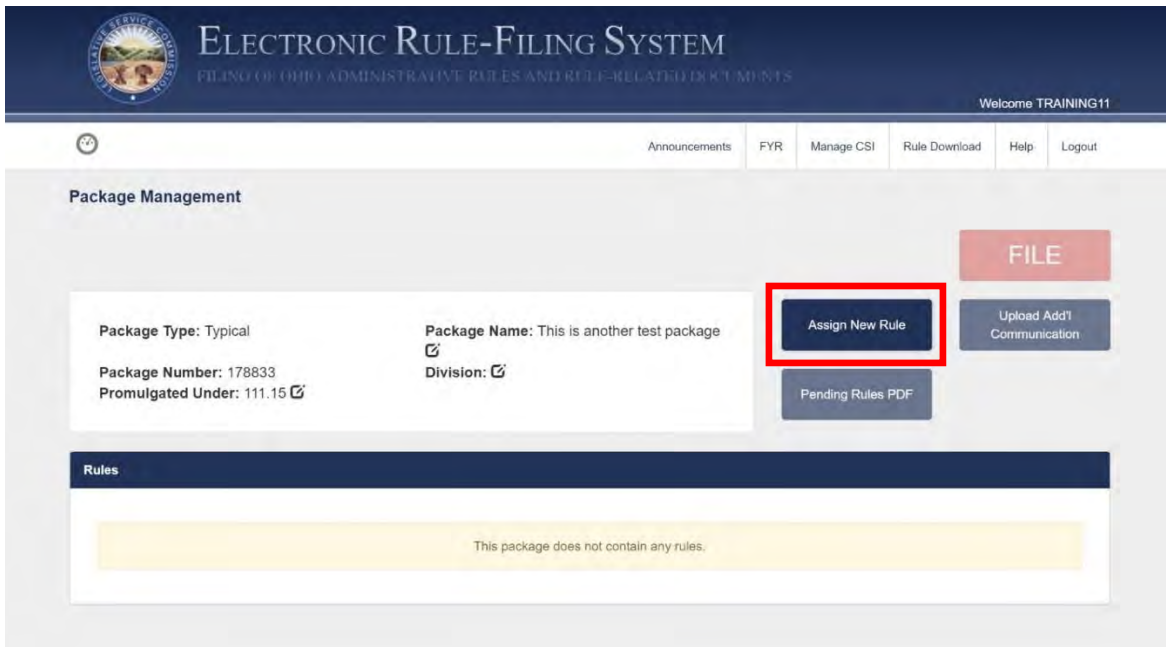 ELECTRONIC RULE-FILING SYSTEM
FILING OF OHIO ADMINISTRATIVE RULES AND RULE-RELATED DOCUMENTS
LEGISLATIVE SERVICE COMMISSION
Welcome TRAINING11
Announcements FYR Manage CSI Rule Download Help Logout
Package Management
FILE
Package Type: Typical
Package Name: This is another test package
Package Number: 178833
Division:
Promulgated Under: 111.15
Assign New Rule
Upload Add'l
Communication
Pending Rules PDF
Rules
This package does not contain any rules.